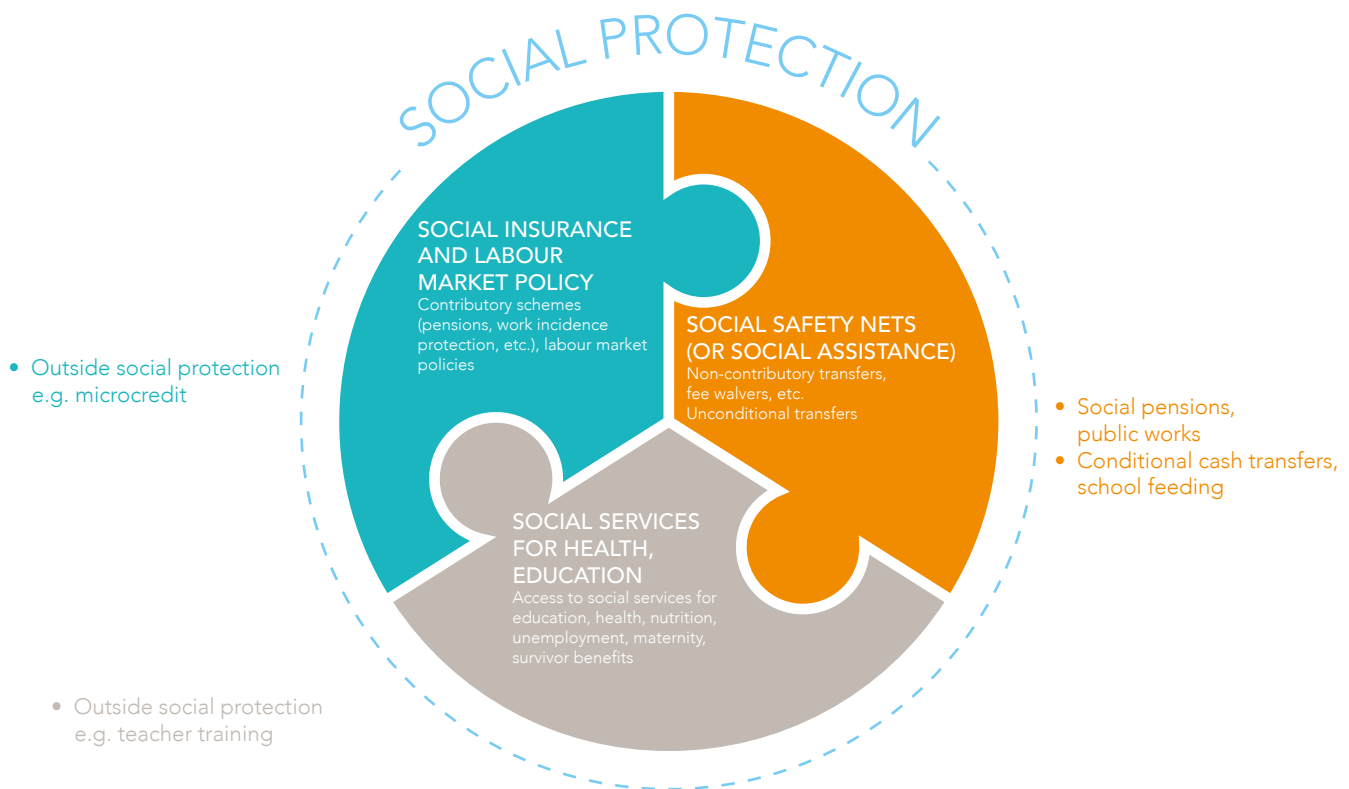 SOCIAL PROTECTION
SOCIAL INSURANCE
AND LABOUR
MARKET POLICY
Contributory schemes
(pensions, work incidence
protection, etc.), labour market
policies
SOCIAL SAFETY NETS
(OR SOCIAL ASSISTANCE)
Non-contributory transfers,
fee walvers, etc.
Unconditional transfers
SOCIAL SERVICES
FOR HEALTH,
EDUCATION
Access to social services for
education, health, nutrition,
unemployment, maternity,
survivor benefits
• Outside social protection
e.g. microcredit
• Social pensions,
public works
• Conditional cash transfers,
school feeding
• Outside social protection
e.g. teacher training